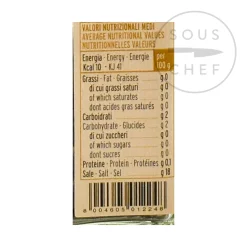 VALORI NUTRIZIONALI MEDI
AVERAGE NUTRITIONAL VALUES
NUTRITIONNELLES VALEURS
Energia - Energy - Energie per
Kcal 10 - KJ 41 100 g
Grassi - Fat - Graisses g 0
di cui grassi saturi g 0
of which saturates g 0
dont acides gras saturés g 0
Carboidrati g 2
Carbohydrate - Glucides g 2
di cui zuccheri g 0
of which sugars g 0
dont sucres g 0
Proteine - Protein - Protéines g 0,1
Sale - Salt - Sel g 18
8004605012248
SOUS
CHEF